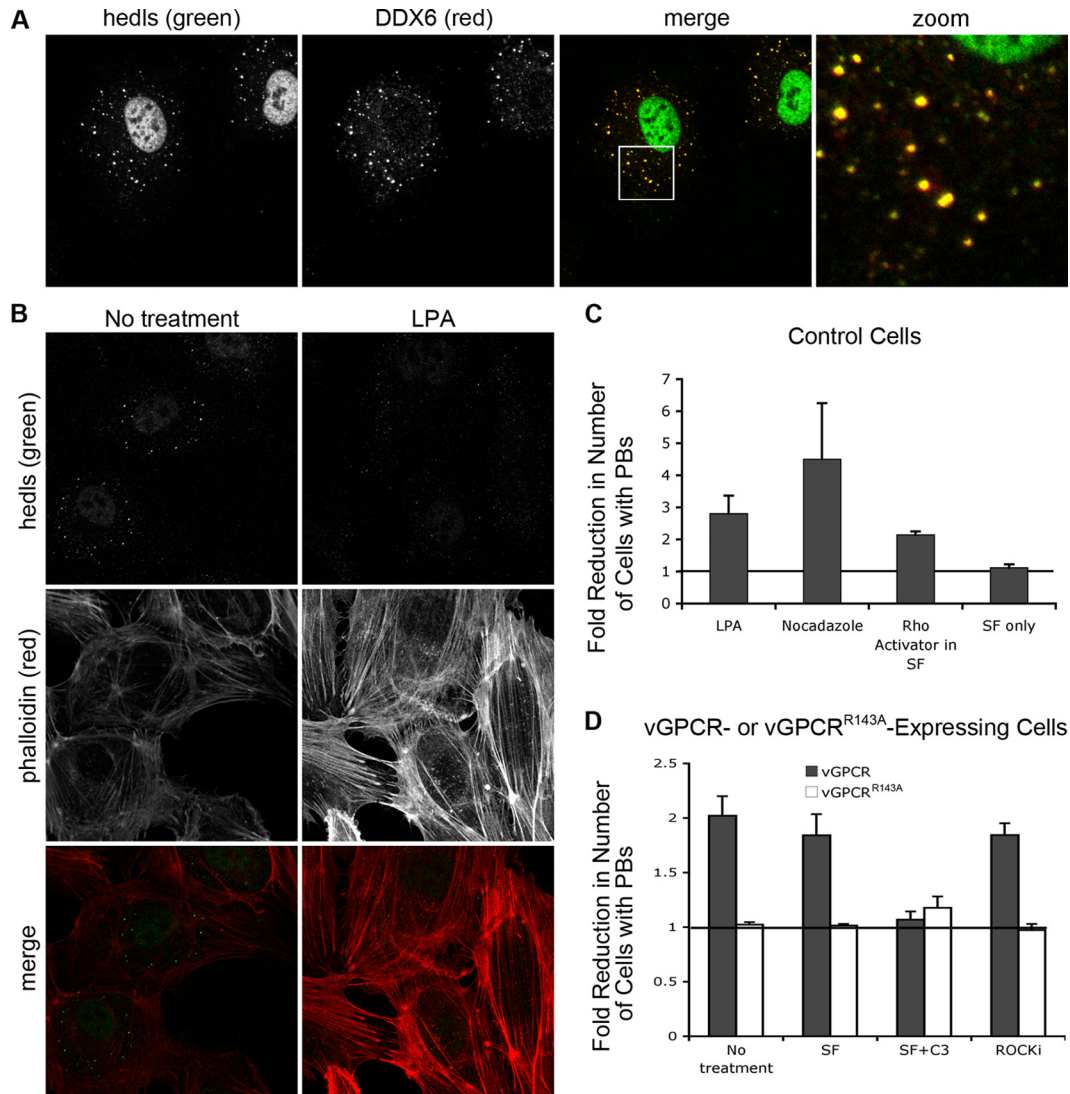 A
hedls (green)
DDX6 (red)
merge
zoom
B
No treatment
LPA
hedls (green)
phalloidin (red)
merge
C
Control Cells
Fold Reduction in Number
of Cells with PBs
7
6
5
4
3
2
1
0
LPA
Nocadazole
Rho
Activator in
SF
SF only
D
vGPCR- or vGPCR^R143A-Expressing Cells
Fold Reduction in Number
of Cells with PBs
2.5
2
1.5
1
0.5
0
vGPCR
vGPCR^R143A
No
treatment
SF
SF+C3
ROCKi